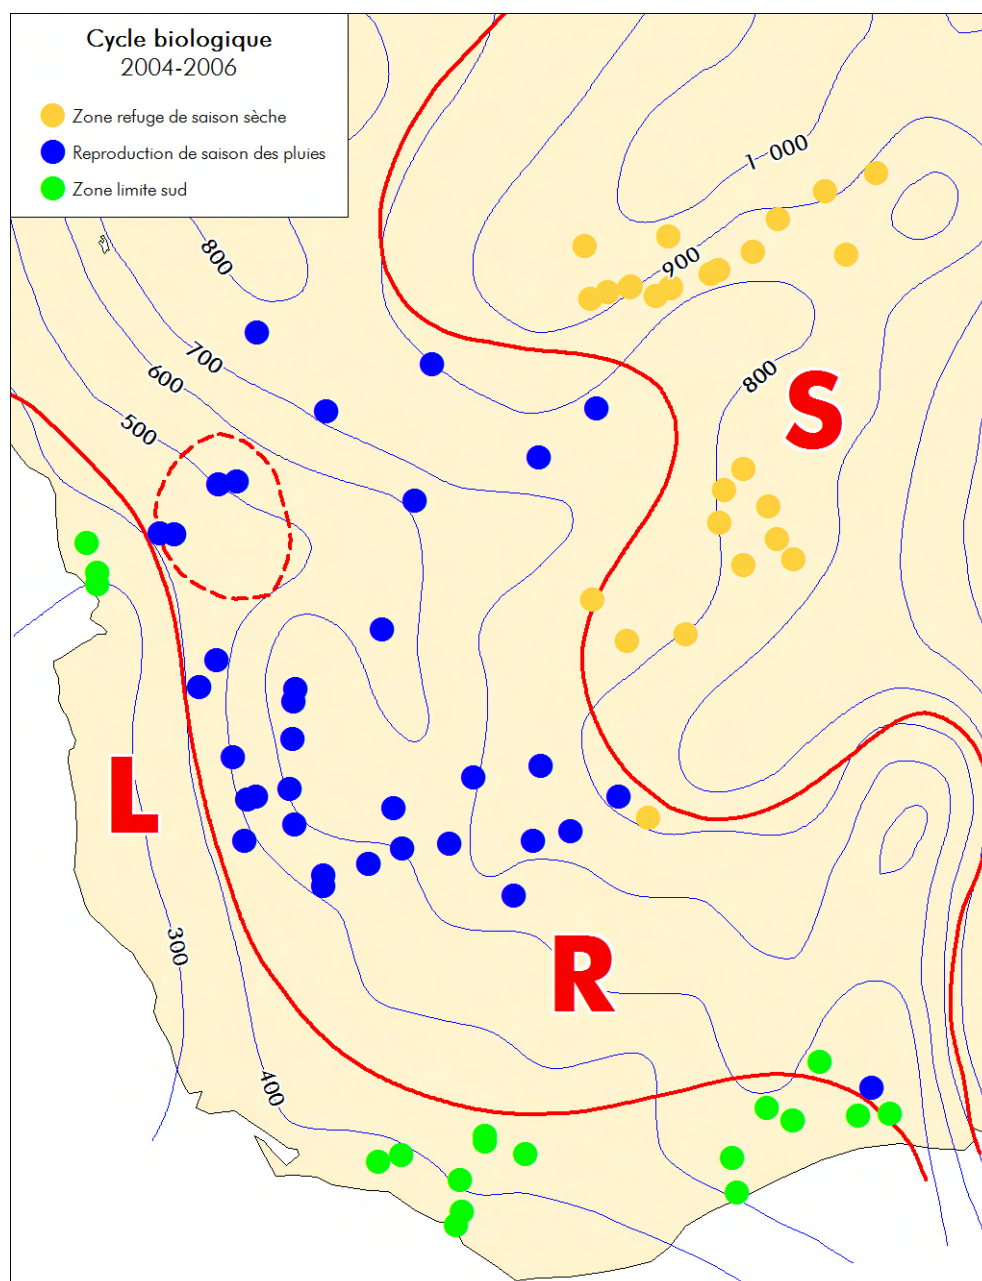 Cycle biologique
2004-2006
Zone refuge de saison sèche
Reproduction de saison des pluies
Zone limite sud
1 000
800
900
700
600
800
500
S
L
300
R
400